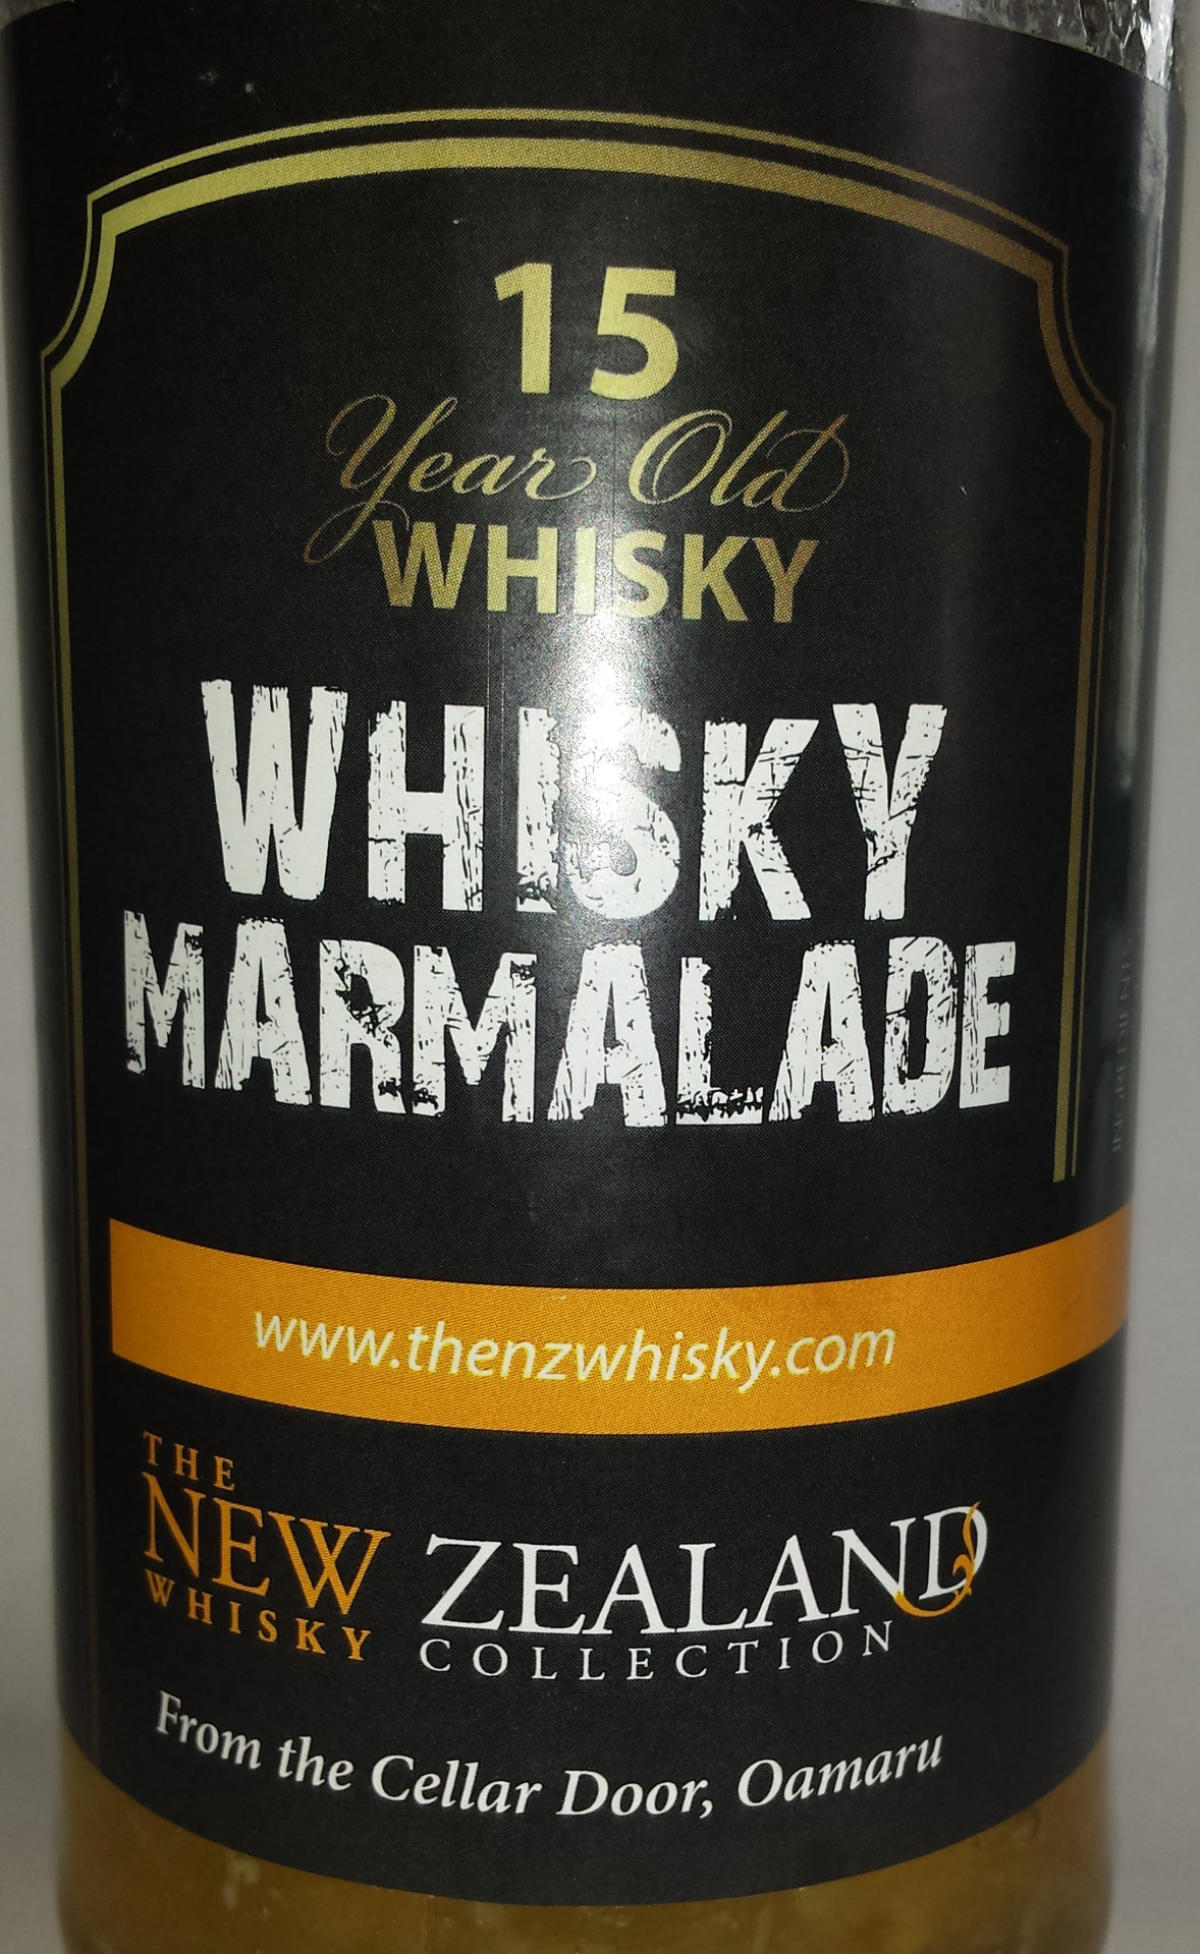 15
Year Old
WHISKY
WHISKY
MARMALADE
www.thenzwhisky.com
THE
NEW
WHISKY
ZEALAND
COLLECTION
From the Cellar Door, Oamaru